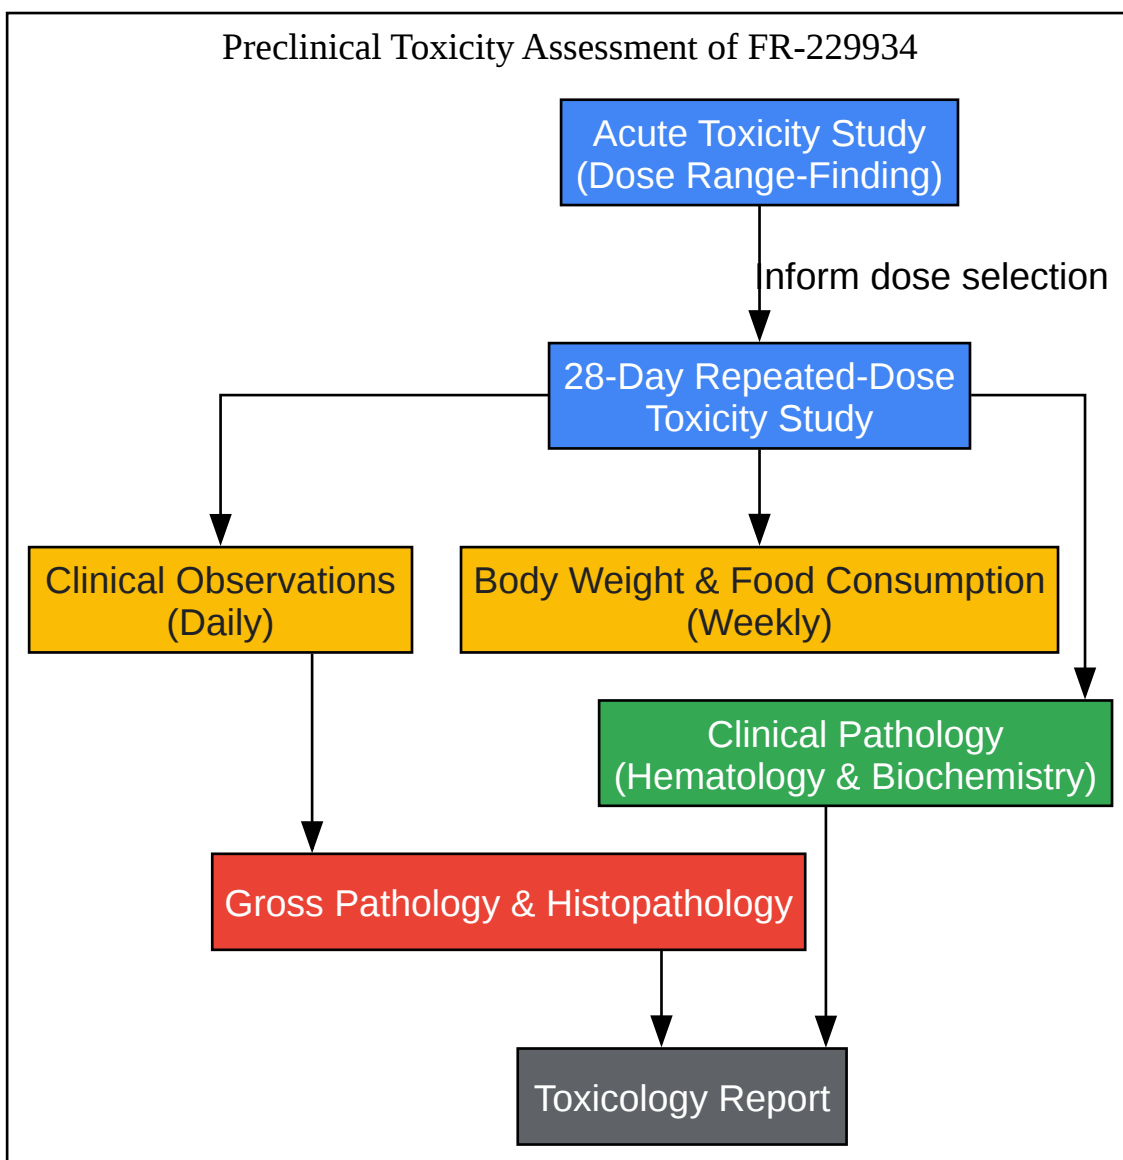 Preclinical Toxicity Assessment of FR-229934
Acute Toxicity Study
(Dose Range-Finding)
Inform dose selection
28-Day Repeated-Dose
Toxicity Study
Clinical Observations
(Daily)
Body Weight & Food Consumption
(Weekly)
Clinical Pathology
(Hematology & Biochemistry)
Gross Pathology & Histopathology
Toxicology Report